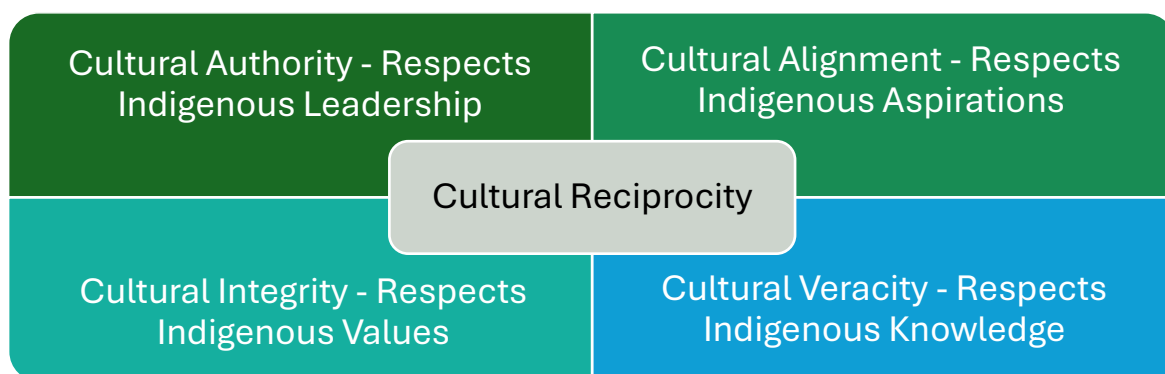 Cultural Authority - Respects
Indigenous Leadership
Cultural Alignment - Respects
Indigenous Aspirations
Cultural Reciprocity
Cultural Integrity - Respects
Indigenous Values
Cultural Veracity - Respects
Indigenous Knowledge